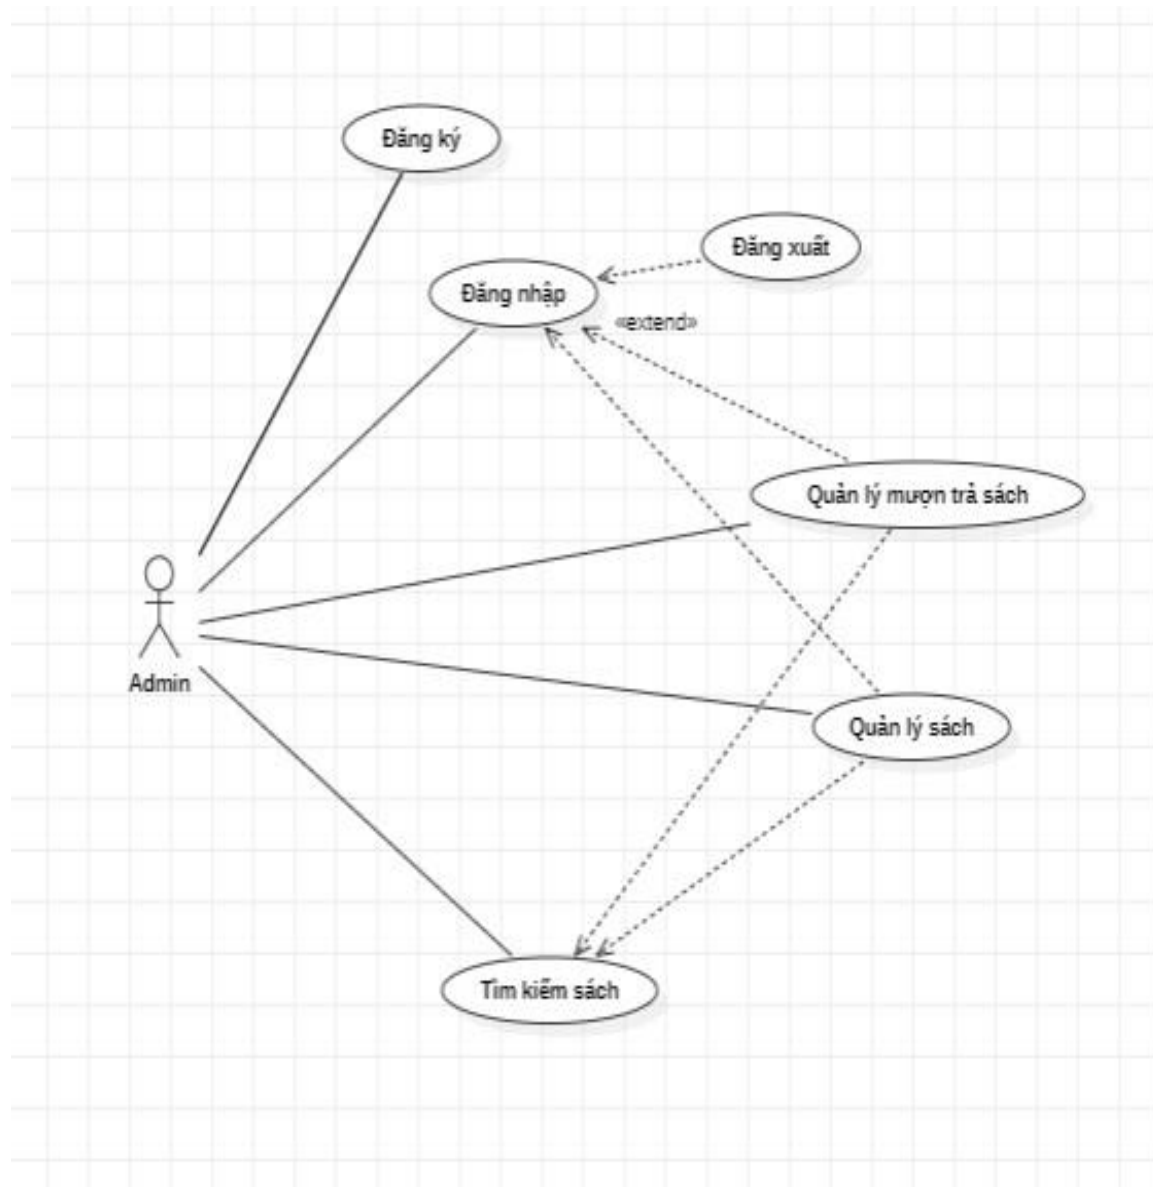 Đăng ký
Đăng xuất
Đăng nhập
«extend»
Quản lý mượn trả sách
Admin
Quản lý sách
Tìm kiếm sách